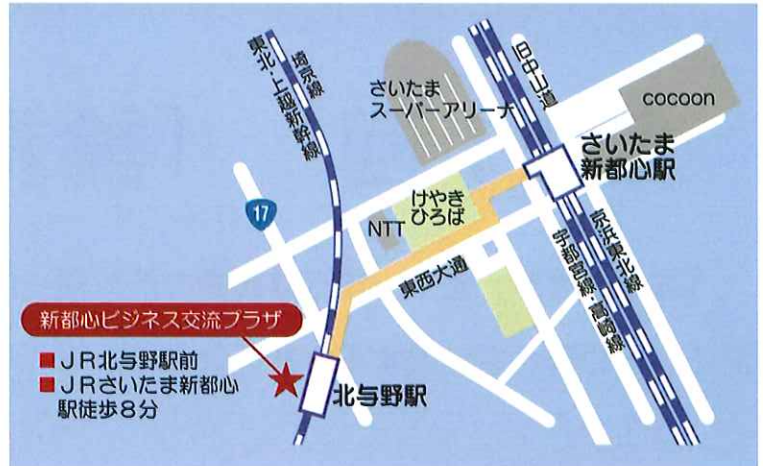 東北・上越新幹線
埼京線
さいたま
スーパーアリーナ
旧中山道
cocoon
さいたま
新都心駅
17
けやき
ひろば
NTT
東西大通
宇都宮線・高崎線
京浜東北線
新都心ビジネス交流プラザ
■JR北与野駅前
■JRさいたま新都心
駅徒歩8分
北与野駅